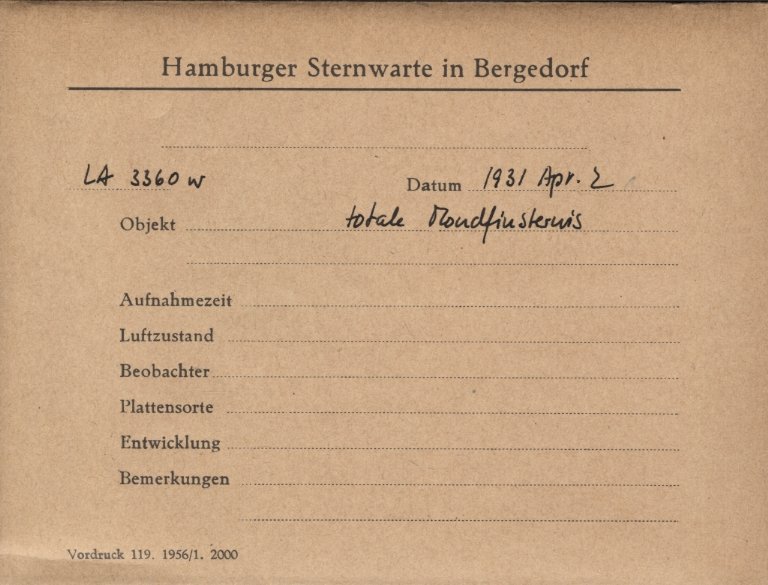 Hamburger Sternwarte in Bergedorf
LA 3360 w Datum 1931 Apr. 2
Objekt totale Mondfinsternis
Aufnahmezeit
Luftzustand
Beobachter
Plattensorte
Entwicklung
Bemerkungen
Vordruck 119. 1956/1. 2000